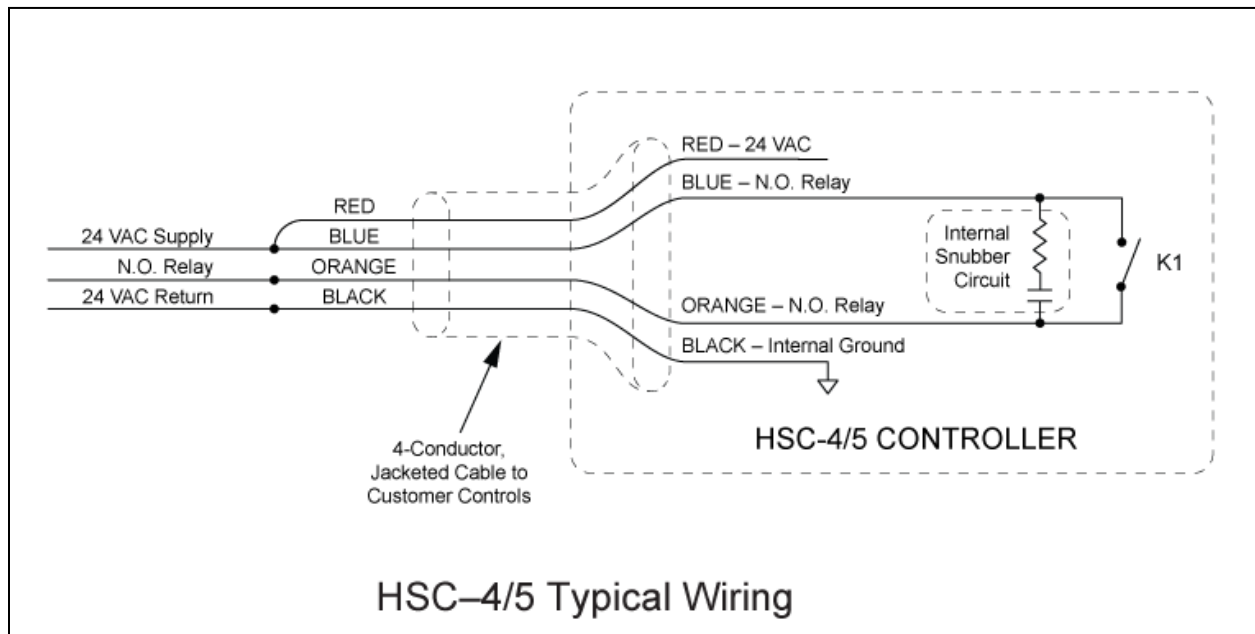 RED – 24 VAC
BLUE – N.O. Relay
RED
24 VAC Supply
BLUE
N.O. Relay
ORANGE
24 VAC Return
BLACK
Internal
Snubber
Circuit
K1
ORANGE – N.O. Relay
BLACK – Internal Ground
HSC-4/5 CONTROLLER
4-Conductor,
Jacketed Cable to
Customer Controls
HSC–4/5 Typical Wiring